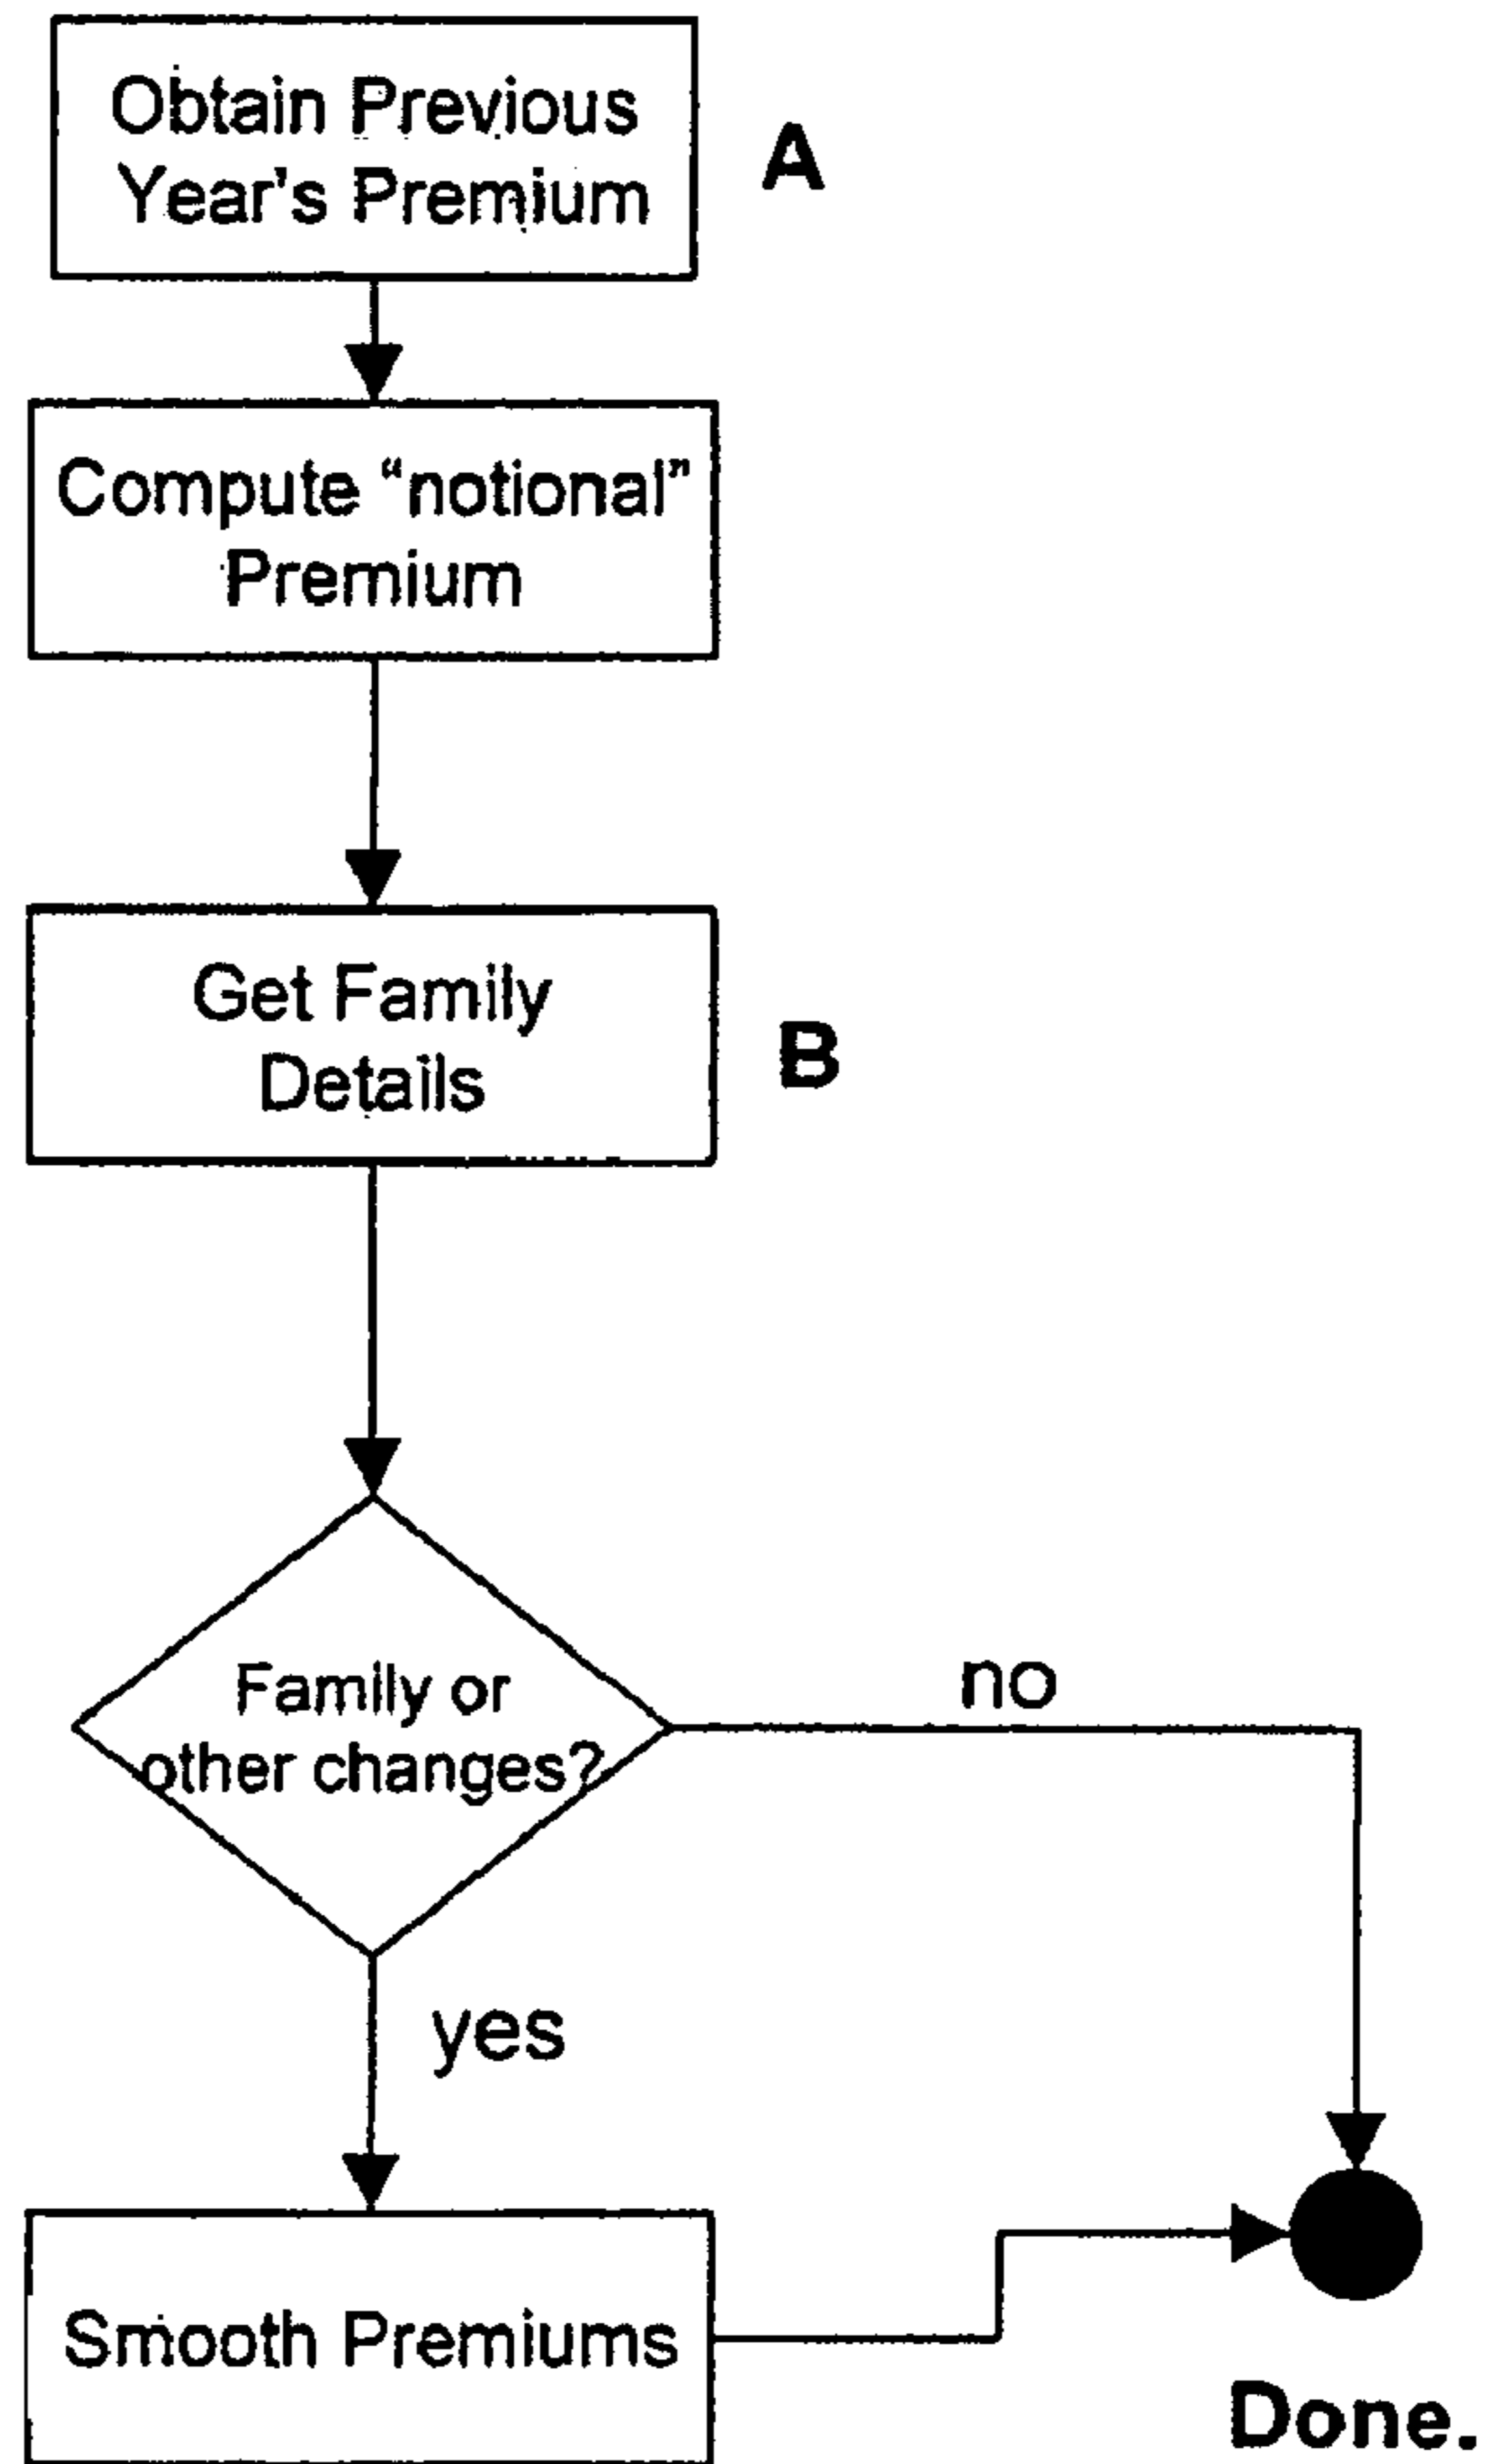 Obtain Previous
Year's Premium
A
Compute “notional”
Premium
Get Family
Details
B
Family or
other changes?
no
yes
Smooth Premiums
Done.